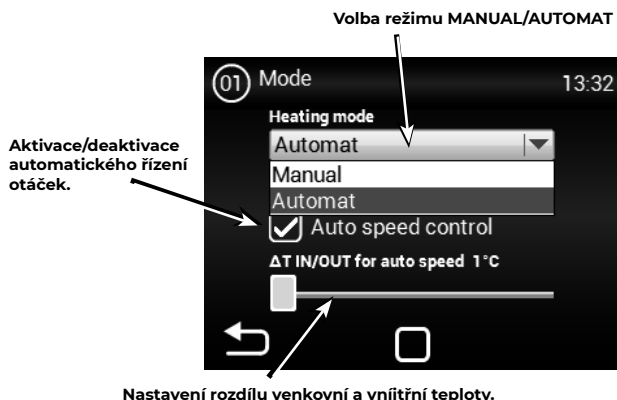 Volba režimu MANUAL/AUTOMAT
01 Mode 13:32
Heating mode
Automat
Manual
Automat
Auto speed control
ΔT IN/OUT for auto speed 1°C
Aktivace/deaktivace
automatického řízení
otáček.
Nastavení rozdílu venkovní a vníjtřní teploty.